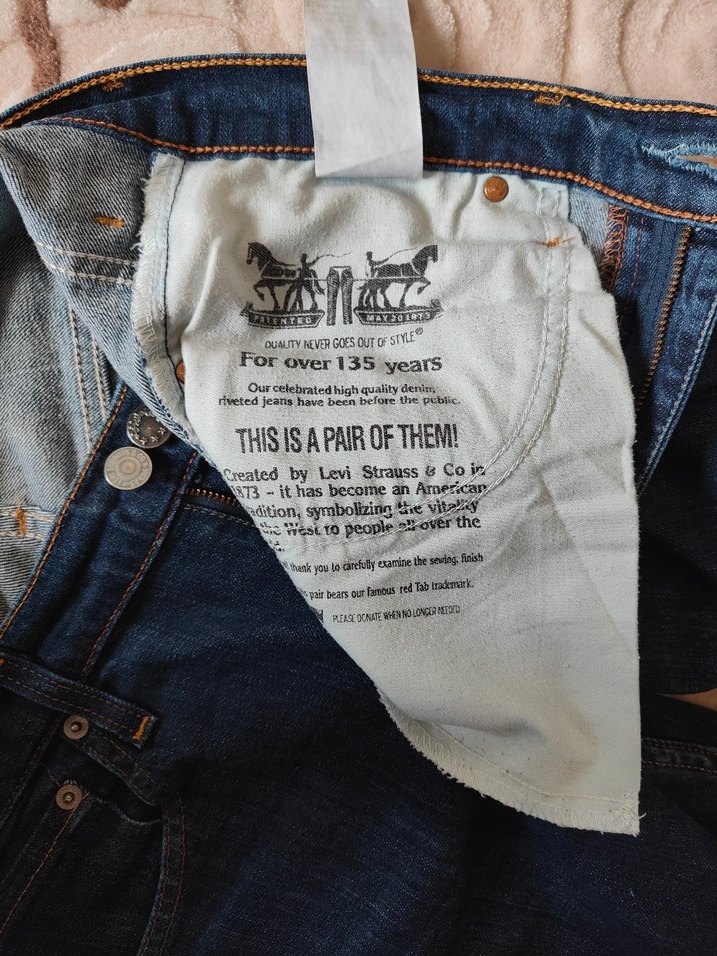 PATENTED MAY 20 1873
QUALITY NEVER GOES OUT OF STYLE®
For over 135 years
Our celebrated high quality denim,
riveted jeans have been before the public.
THIS IS A PAIR OF THEM!
Created by Levi Strauss & Co in
1873 - it has become an American
adition, symbolizing the vitality
the West to people all over the
thank you to carefully examine the sewing, finish
pair bears our famous red Tab trademark.
PLEASE DONATE WHEN NO LONGER NEEDED